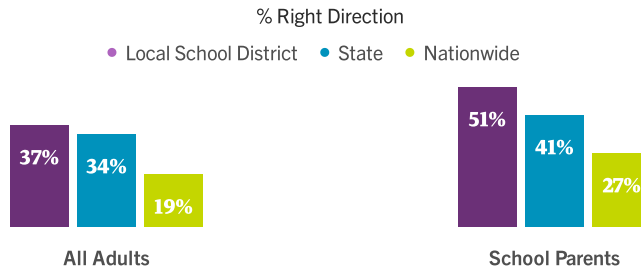 % Right Direction
Local School District State Nationwide
37% 34% 19% 51% 41% 27%
All Adults School Parents